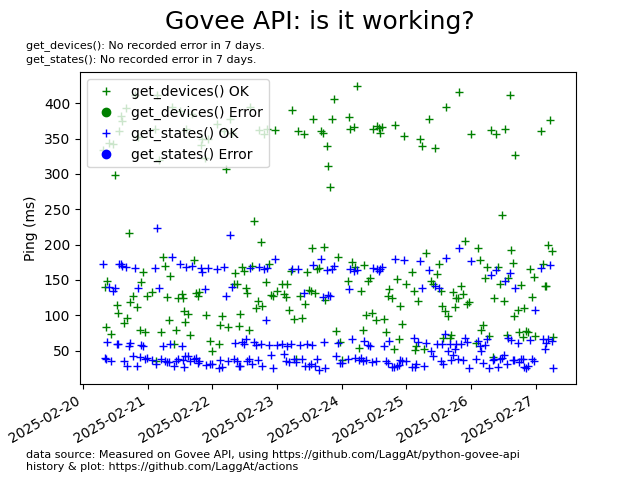 Govee API: is it working?
get_devices(): No recorded error in 7 days.
get_states(): No recorded error in 7 days.
get_devices() OK
get_devices() Error
get_states() OK
get_states() Error
Ping (ms)
400
350
300
250
200
150
100
50
2025-02-20
2025-02-21
2025-02-22
2025-02-23
2025-02-24
2025-02-25
2025-02-26
2025-02-27
data source: Measured on Govee API, using https://github.com/LaggAt/python-govee-api
history & plot: https://github.com/LaggAt/actions